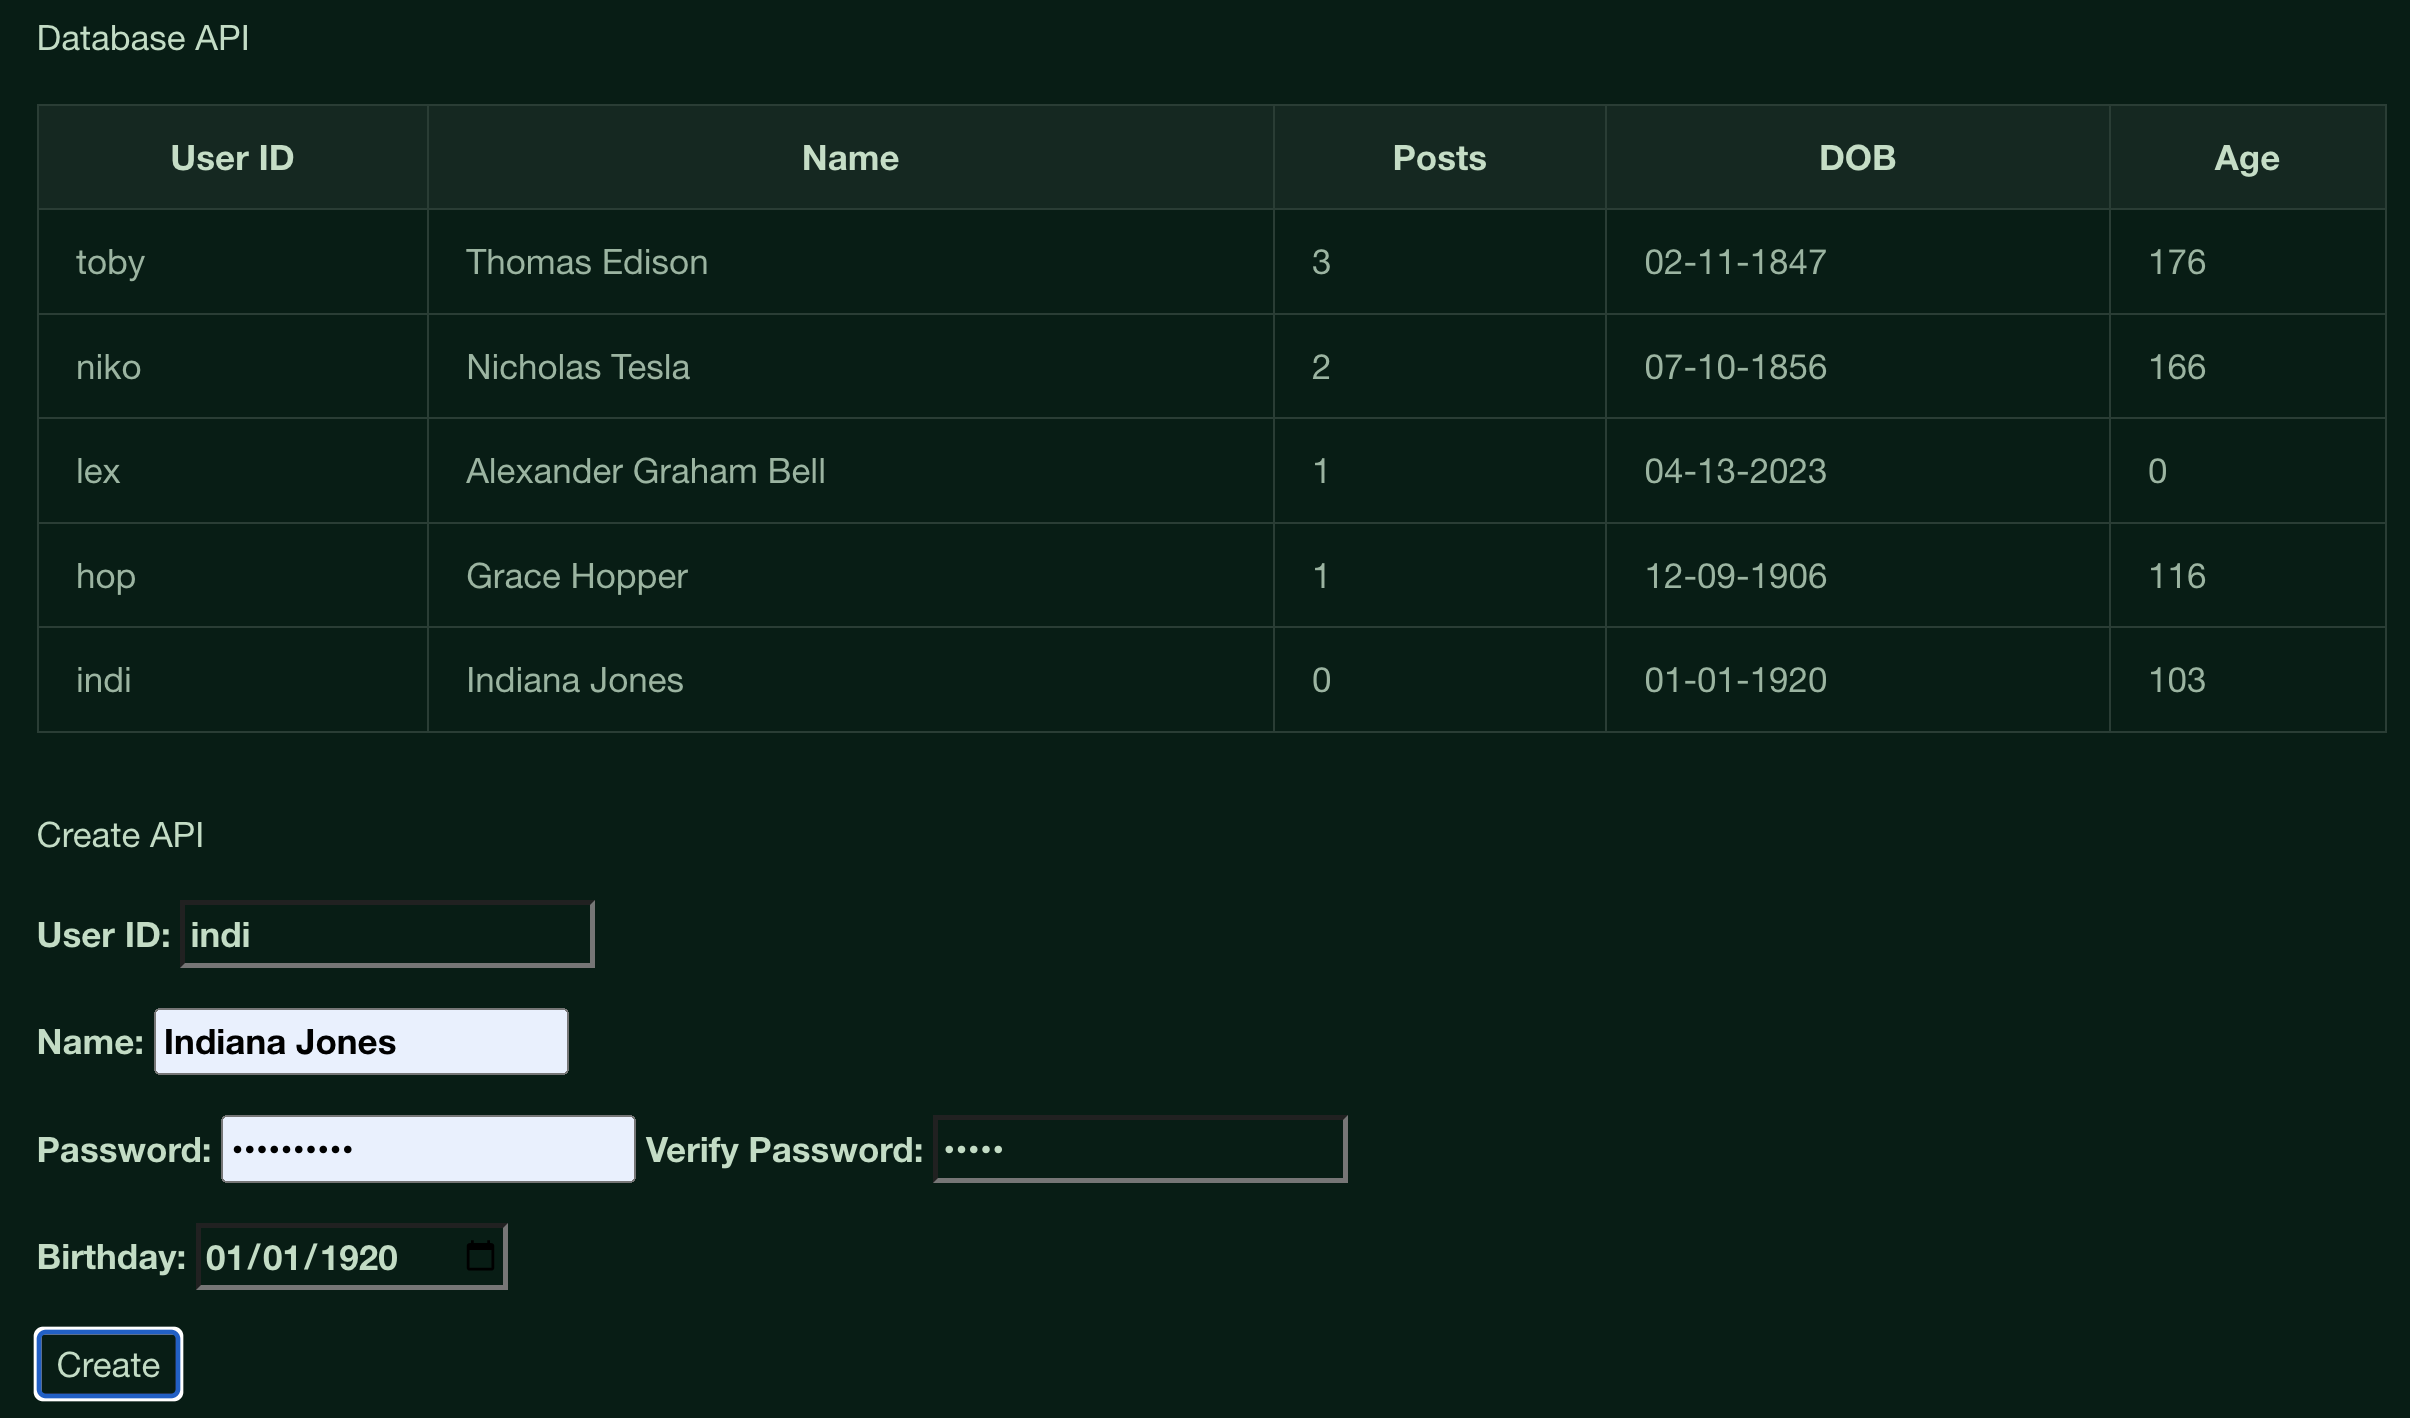 Database API
User ID Name Posts DOB Age
toby Thomas Edison 3 02-11-1847 176
niko Nicholas Tesla 2 07-10-1856 166
lex Alexander Graham Bell 1 04-13-2023 0
hop Grace Hopper 1 12-09-1906 116
indi Indiana Jones 0 01-01-1920 103
Create API
User ID: indi
Name: Indiana Jones
Password: •••••••••• Verify Password: •••••
Birthday: 01/01/1920
Create